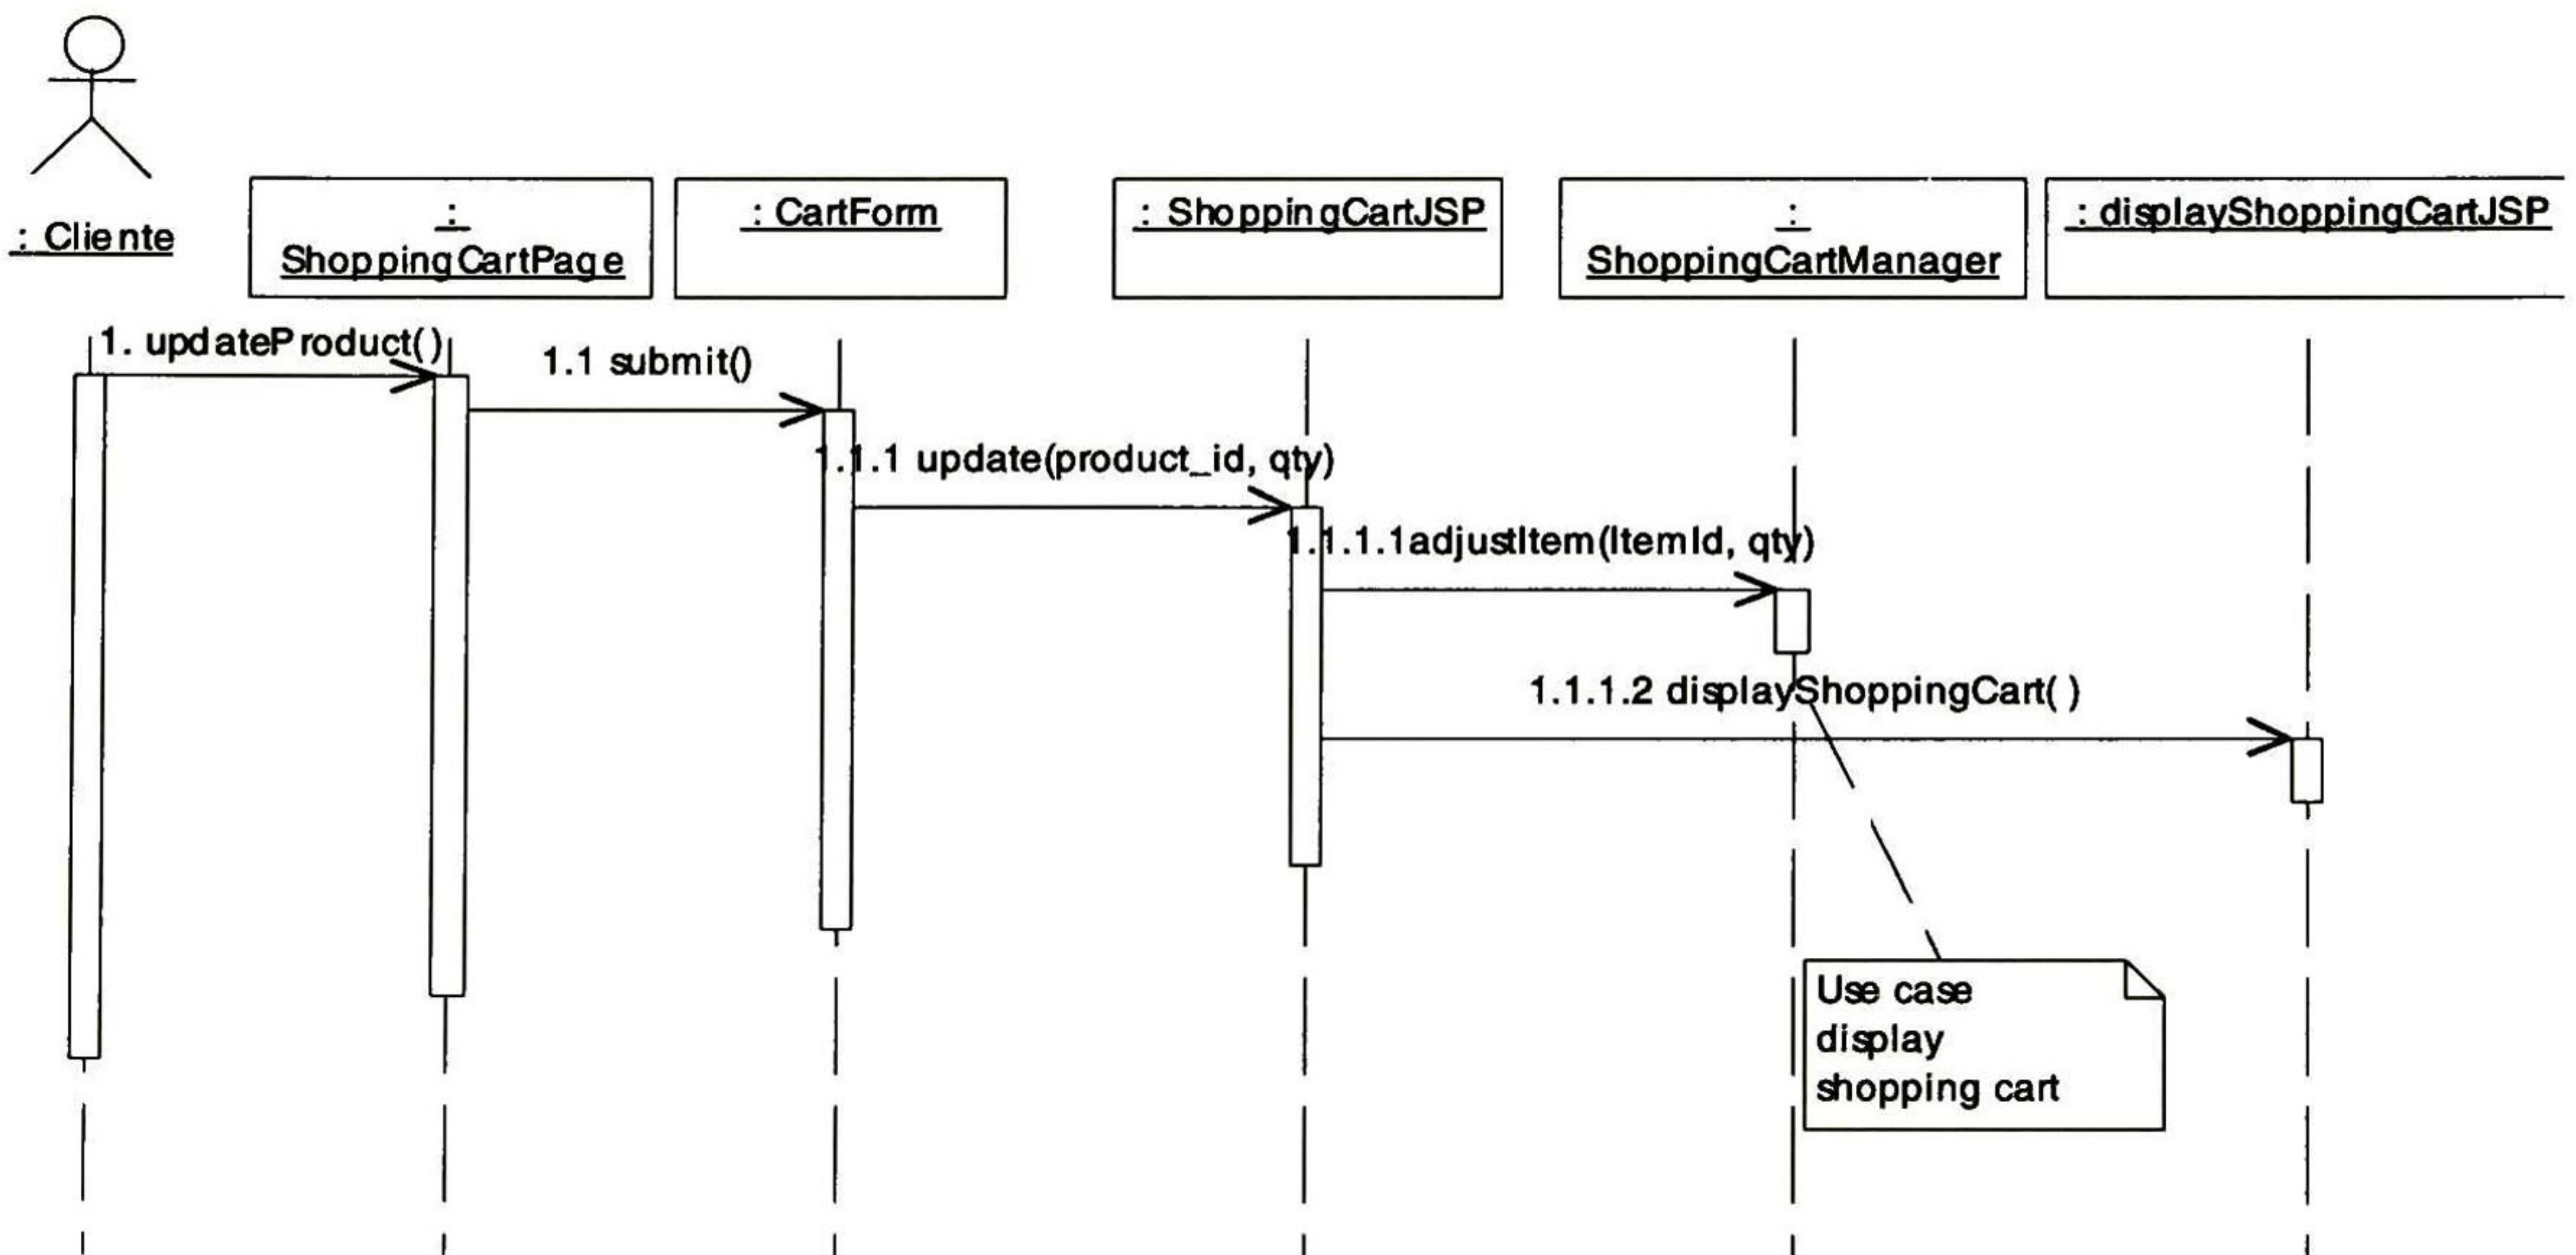 : Cliente
:
ShoppingCartPage
: CartForm
: ShoppingCartJSP
:
ShoppingCartManager
: displayShoppingCartJSP
1. updateProduct()
1.1 submit()
1.1.1 update(product_id, qty)
1.1.1.1adjustItem(ItemId, qty)
1.1.1.2 displayShoppingCart( )
Use case
display
shopping cart